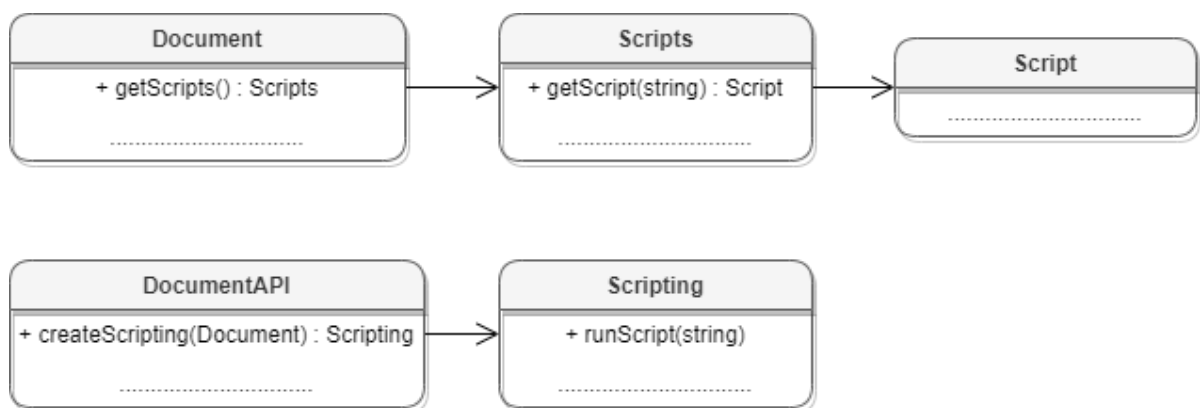 Document
+ getScripts() : Scripts
................................
Scripts
+ getScript(string) : Script
................................
Script
................................
DocumentAPI
+ createScripting(Document) : Scripting
................................
Scripting
+ runScript(string)
................................